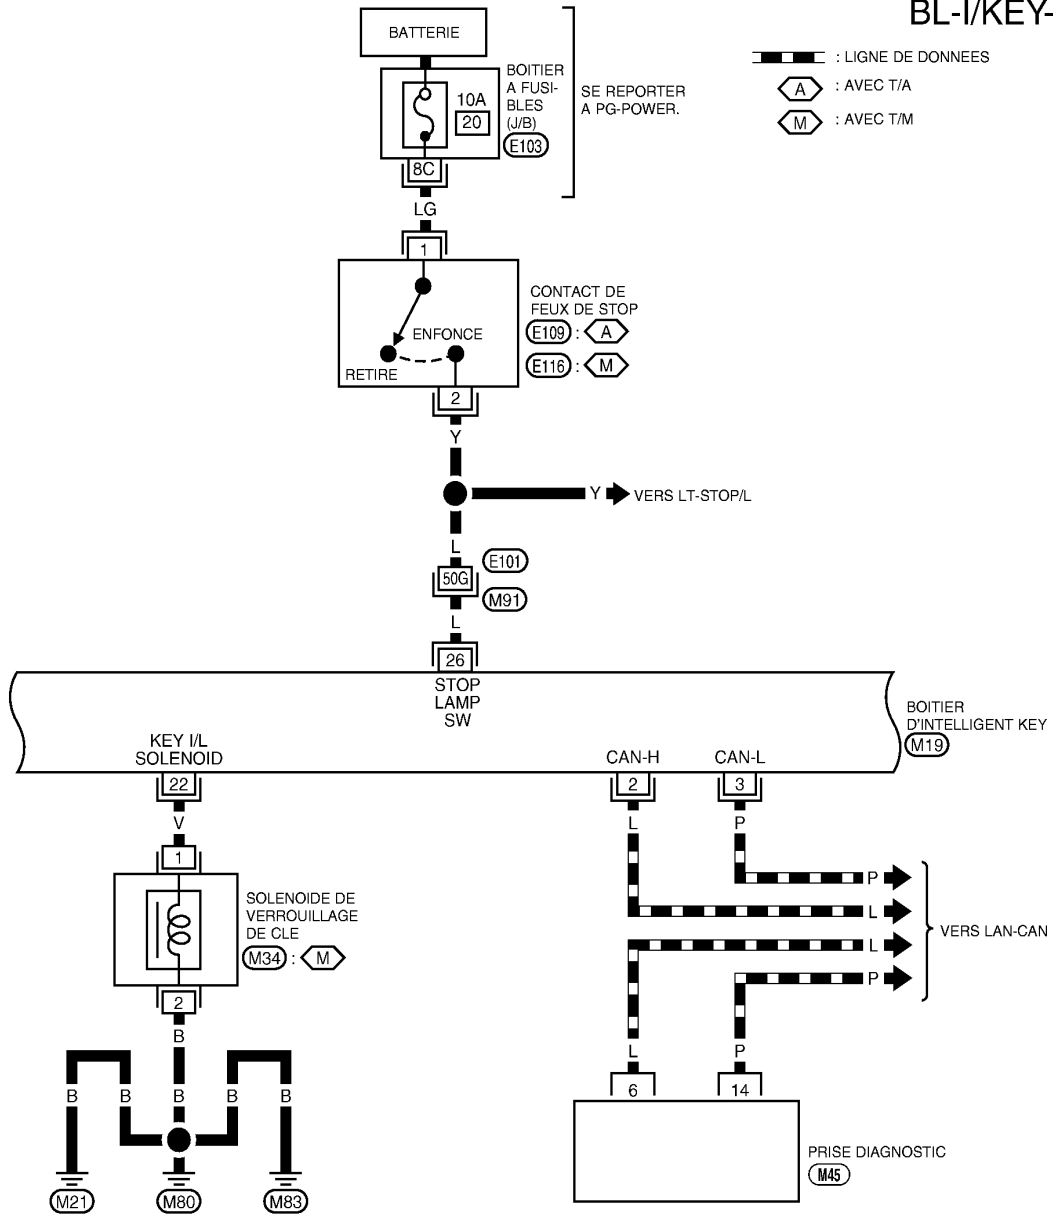 BL-I/KEY-
BATTERIE
: LIGNE DE DONNEES
A : AVEC T/A
M : AVEC T/M
10A
20
BOITIER
A FUSI-
BLES
(J/B)
E103
SE REPORTER
A PG-POWER.
8C
LG
1
CONTACT DE
FEUX DE STOP
E109 : A
E116 : M
ENFONCE
RETIRE
2
Y
Y VERS LT-STOP/L
L
E101
50G
M91
L
26
STOP
LAMP
SW
BOITIER
D'INTELLIGENT KEY
M19
KEY I/L
SOLENOID
CAN-H
CAN-L
22
2
3
V
L
P
1
P
L
L
P
VERS LAN-CAN
SOLENOIDE DE
VERROUILLAGE
DE CLE
M34 : M
2
B
L
P
B B B B B
6
14
PRISE DIAGNOSTIC
M45
M21
M80
M83